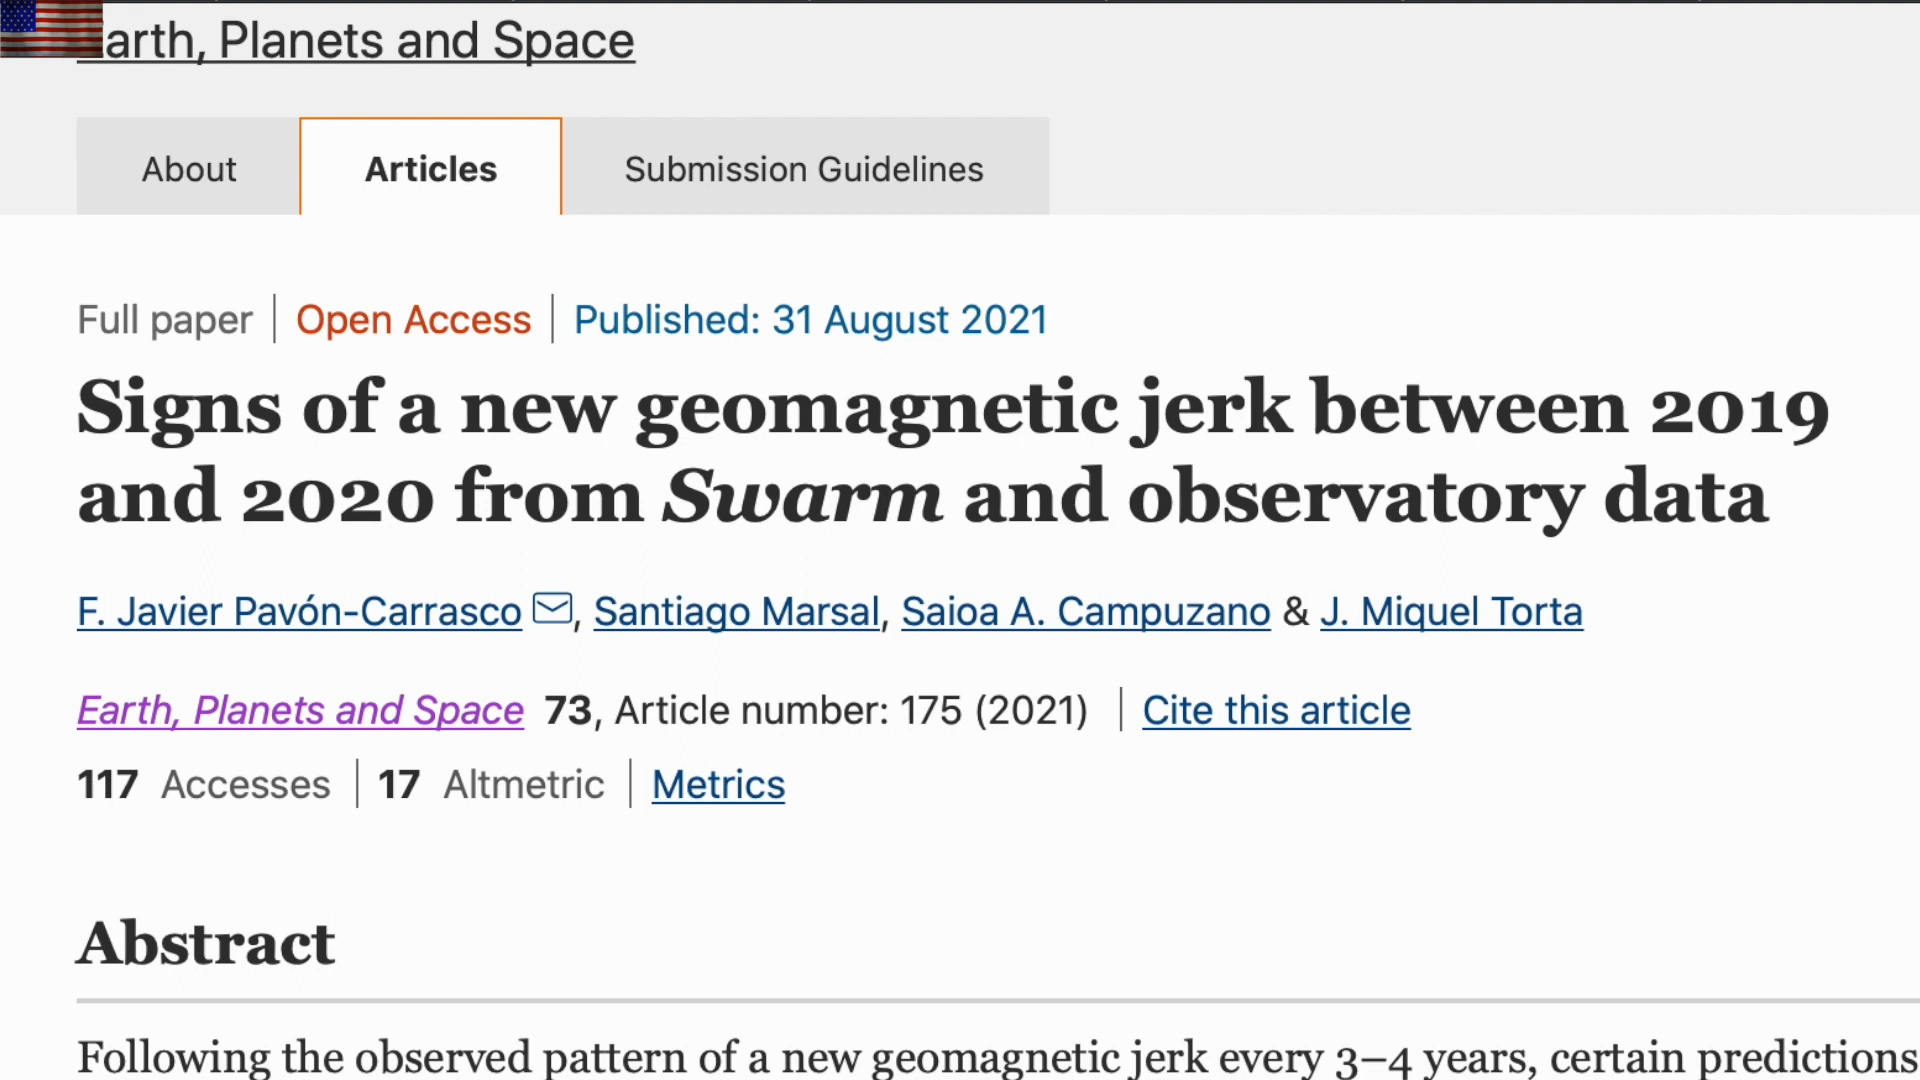 arth, Planets and Space
About Articles Submission Guidelines
Full paper Open Access Published: 31 August 2021
Signs of a new geomagnetic jerk between 2019
and 2020 from Swarm and observatory data
F. Javier Pavón-Carrasco, Santiago Marsal, Saioa A. Campuzano & J. Miquel Torta
Earth, Planets and Space 73, Article number: 175 (2021) Cite this article
117 Accesses 17 Altmetric Metrics
Abstract
Following the observed pattern of a new geomagnetic jerk every 3–4 years, certain predictions